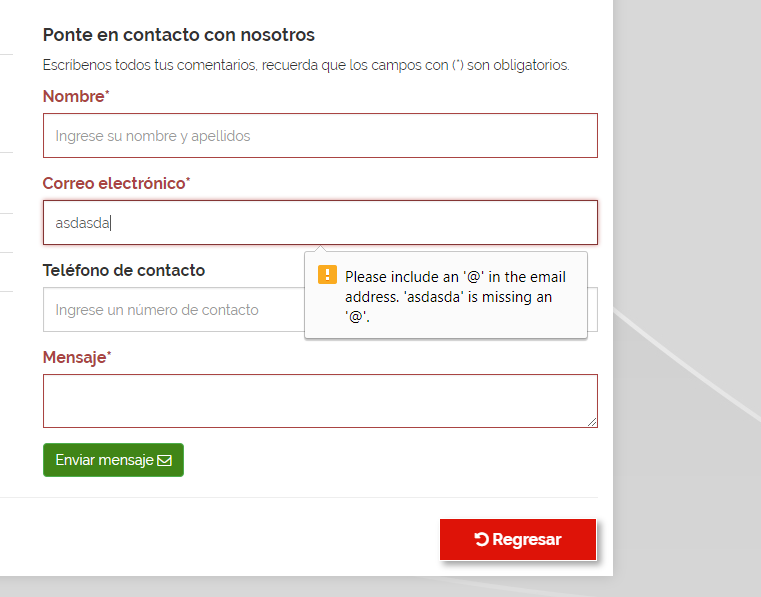 Ponte en contacto con nosotros
Escríbenos todos tus comentarios, recuerda que los campos con (*) son obligatorios.
Nombre*
Ingrese su nombre y apellidos
Correo electrónico*
asdasda
Please include an '@' in the email
address. 'asdasda' is missing an
'@'.
Teléfono de contacto
Ingrese un número de contacto
Mensaje*
Enviar mensaje
Regresar